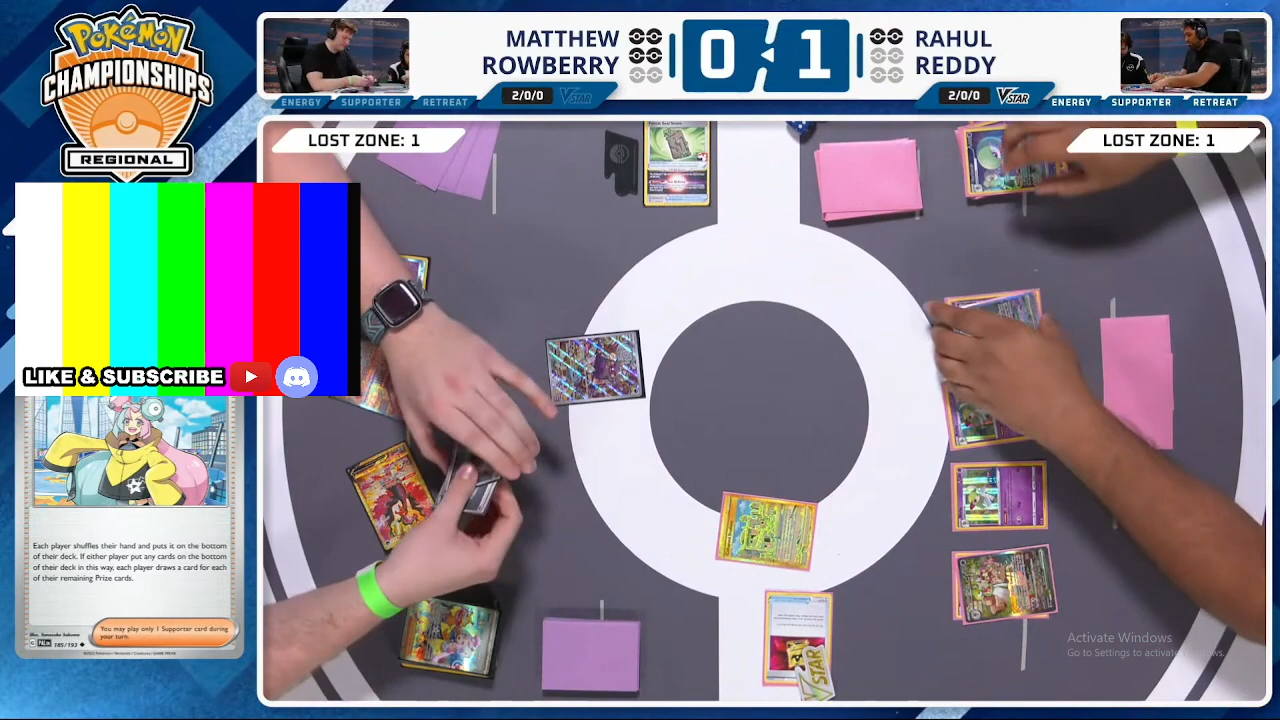 Pokémon
CHAMPIONSHIPS
REGIONAL
MATTHEW
ROWBERRY
0
1
RAHUL
REDDY
ENERGY
SUPPORTER
RETREAT
2/0/0
VSTAR
2/0/0
VSTAR
ENERGY
SUPPORTER
RETREAT
LOST ZONE: 1
LOST ZONE: 1
LIKE & SUBSCRIBE
Each player shuffles their hand and puts it on the bottom
of their deck. If either player put any cards on the bottom
of their deck in this way, each player draws a card for each
of their remaining Prize cards.
You may play only 1 Supporter card during
your turn.
185/193
VSTAR
Activate Windows
Go to Settings to activate Windows.